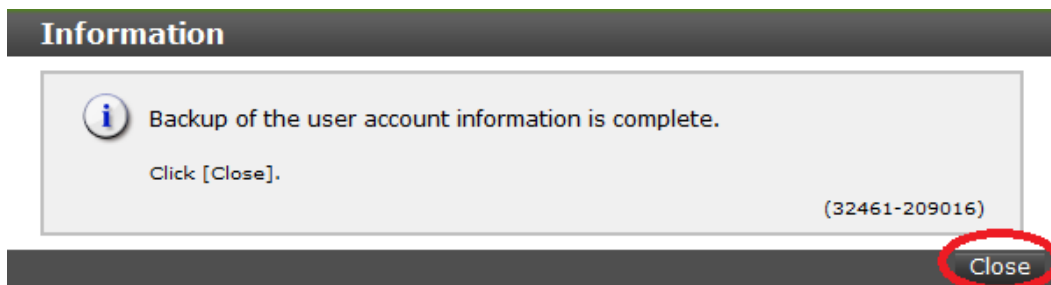 Information
Backup of the user account information is complete.
Click [Close].
(32461-209016)
Close